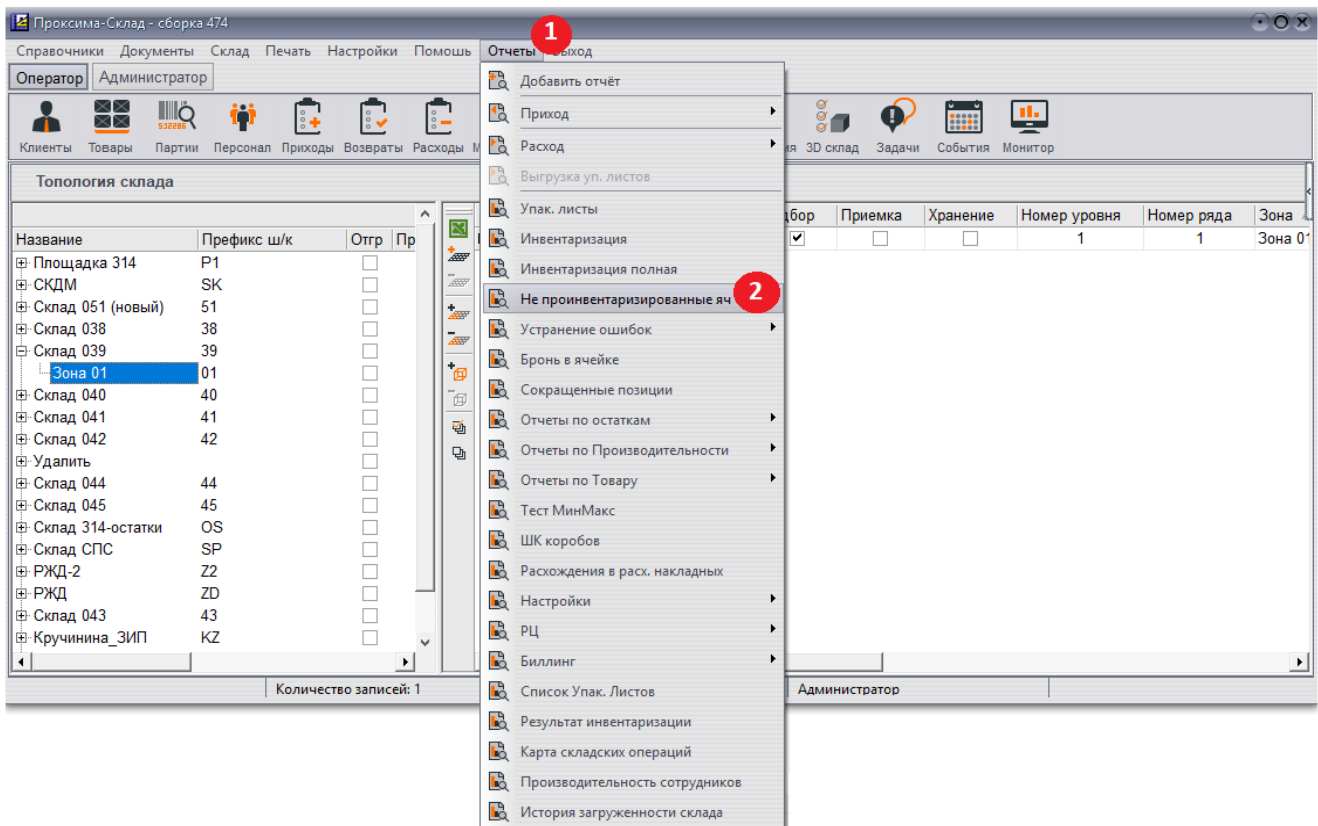 Проксима-Склад - сборка 474
Справочники Документы Склад Печать Настройки Помощь Отчеты ыход
1
Оператор Администратор
Клиенты Товары Партии Персонал Приходы Возвраты Расходы 3D склад Задачи События Монитор
Добавить отчёт
Приход
Расход
Выгрузка уп. листов
Упак. листы
Инвентаризация
Инвентаризация полная
Не проинвентаризированные яч
2
Устранение ошибок
Бронь в ячейке
Сокращенные позиции
Отчеты по остаткам
Отчеты по Производительности
Отчеты по Товару
Тест МинМакс
ШК коробов
Расхождения в расх. накладных
Настройки
РЦ
Биллинг
Список Упак. Листов
Результат инвентаризации
Карта складских операций
Производительность сотрудников
История загруженности склада
Топология склада
Название Префикс ш/к Отгр Пр
Площадка 314 P1
СКДМ SK
Склад 051 (новый) 51
Склад 038 38
Склад 039 39
Зона 01 01
Склад 040 40
Склад 041 41
Склад 042 42
Удалить
Склад 044 44
Склад 045 45
Склад 314-остатки OS
Склад СПС SP
РЖД-2 Z2
РЖД ZD
Склад 043 43
Кручинина_ЗИП KZ
дбор Приемка Хранение Номер уровня Номер ряда Зона
1 1 Зона 01
Количество записей: 1 Администратор